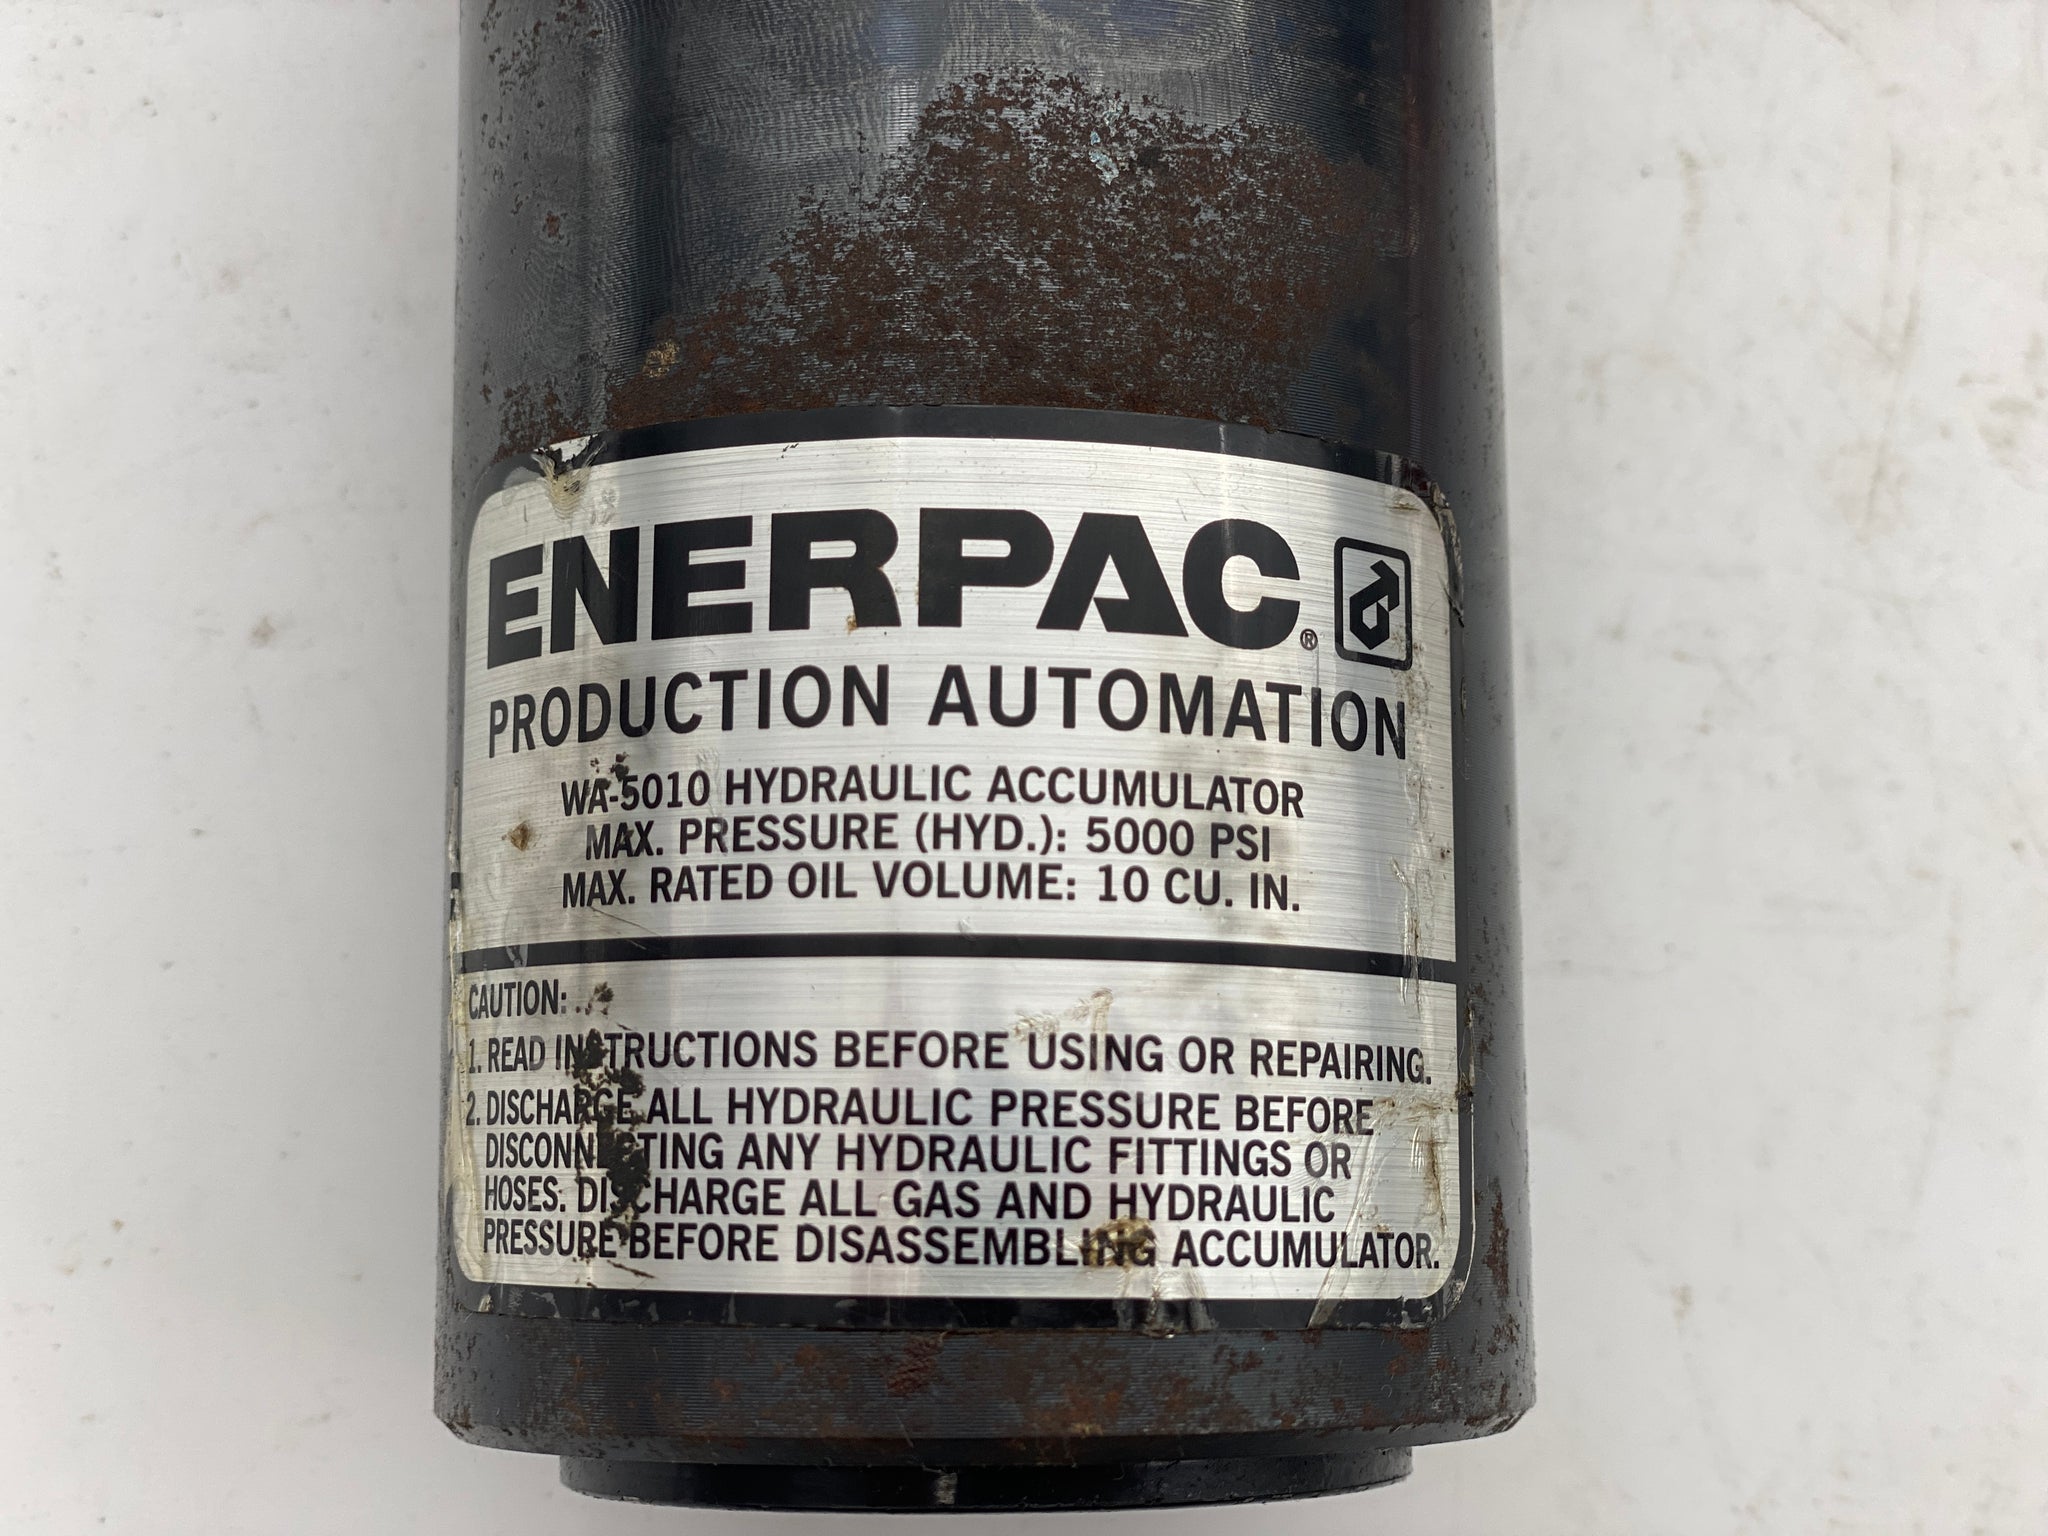 ENERPAC®
PRODUCTION AUTOMATION
WA-5010 HYDRAULIC ACCUMULATOR
MAX. PRESSURE (HYD.): 5000 PSI
MAX. RATED OIL VOLUME: 10 CU. IN.
CAUTION:
1. READ INSTRUCTIONS BEFORE USING OR REPAIRING.
2. DISCHARGE ALL HYDRAULIC PRESSURE BEFORE
DISCONNECTING ANY HYDRAULIC FITTINGS OR
HOSES. DISCHARGE ALL GAS AND HYDRAULIC
PRESSURE BEFORE DISASSEMBLING ACCUMULATOR.